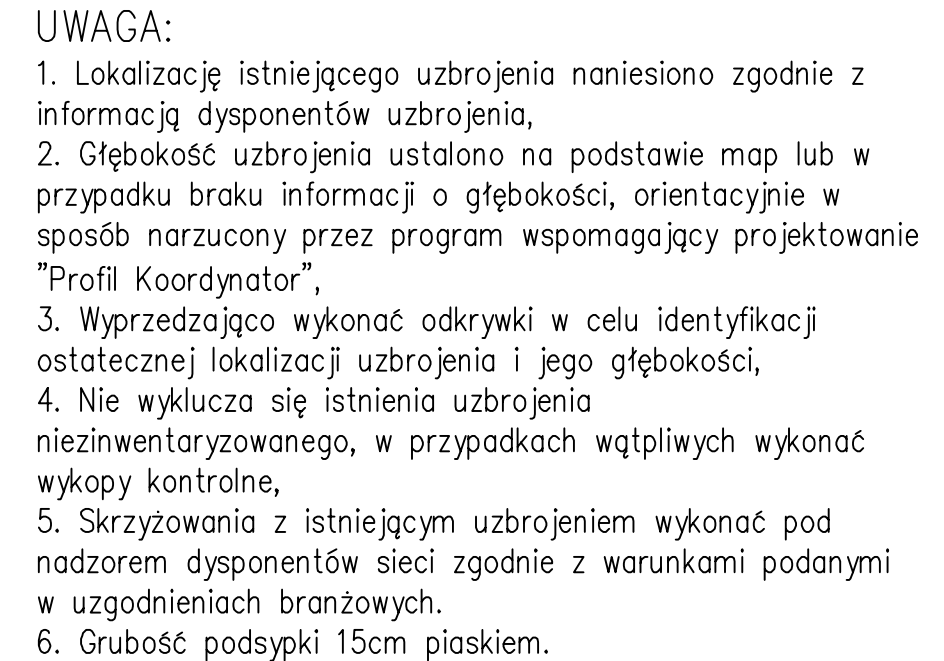 UWAGA:
1. Lokalizację istniejącego uzbrojenia naniesiono zgodnie z
informacją dysponentów uzbrojenia,
2. Głębokość uzbrojenia ustalono na podstawie map lub w
przypadku braku informacji o głębokości, orientacyjnie w
sposób narzucony przez program wspomagający projektowanie
"Profil Koordynator",
3. Wyprzedzająco wykonać odkrywki w celu identyfikacji
ostatecznej lokalizacji uzbrojenia i jego głębokości,
4. Nie wyklucza się istnienia uzbrojenia
niezinwentaryzowanego, w przypadkach wątpliwych wykonać
wykopy kontrolne,
5. Skrzyżowania z istniejącym uzbrojeniem wykonać pod
nadzorem dysponentów sieci zgodnie z warunkami podanymi
w uzgodnieniach branżowych.
6. Grubość podsypki 15cm piaskiem.